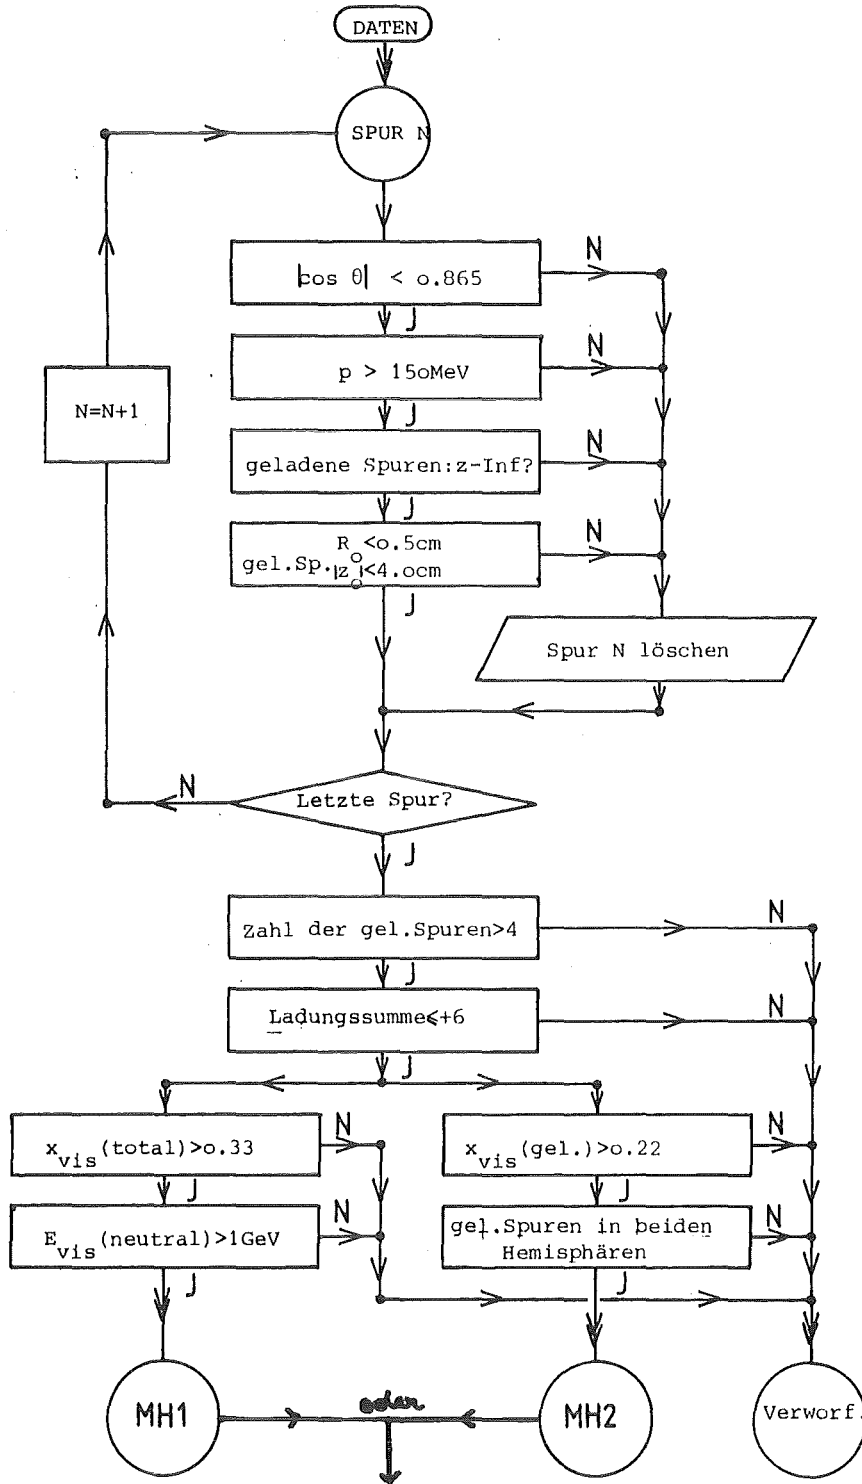 DATEN
SPUR N
|cos θ| < o.865
N
J
p > 15oMeV
N
J
N=N+1
geladene Spuren:z-Inf?
N
J
R_o <o.5cm
gel.Sp. |z_o|<4.ocm
N
J
Spur N löschen
N
Letzte Spur?
J
Zahl der gel.Spuren>4
N
J
Ladungssumme≤+6
N
J
x_vis(total)>o.33
N
x_vis(gel.)>o.22
N
J
J
E_vis(neutral)>1GeV
N
gel.Spuren in beiden
Hemisphären
N
J
J
MH1
oder
MH2
Verworf.